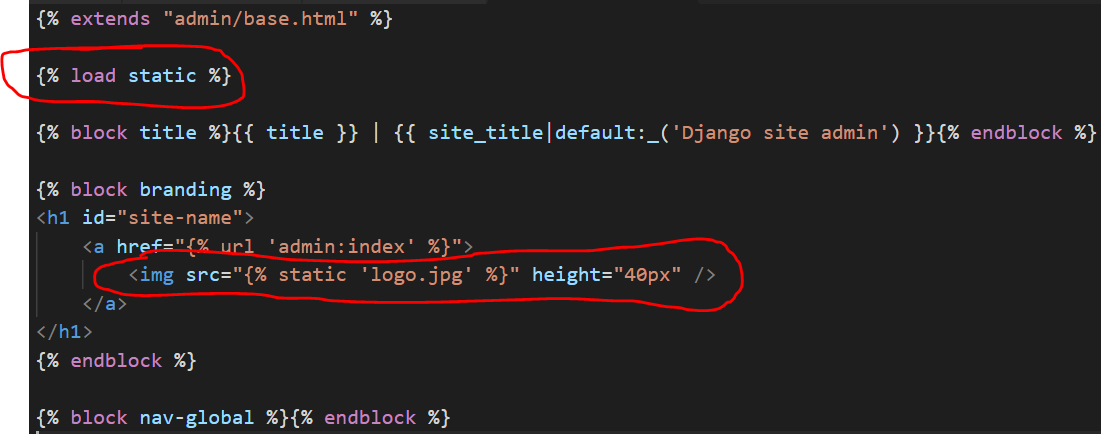 {% extends "admin/base.html" %}
{% load static %}
{% block title %}{{ title }} | {{ site_title|default:_('Django site admin') }}{% endblock %}
{% block branding %}
<h1 id="site-name">
<a href="{% url 'admin:index' %}">
<img src="{% static 'logo.jpg' %}" height="40px" />
</a>
</h1>
{% endblock %}
{% block nav-global %}{% endblock %}